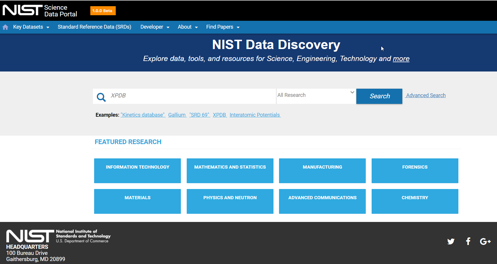 NIST Science
Data Portal
1.0.0 Beta
Key Datasets
Standard Reference Data (SRDs)
Developer
About
Find Papers
NIST Data Discovery
Explore data, tools, and resources for Science, Engineering, Technology and more
XPDB
All Research
Search
Advanced Search
Examples: "Kinetics database" Gallium "SRD 69" XPDB Interatomic Potentials
FEATURED RESEARCH
INFORMATION TECHNOLOGY
MATHEMATICS AND STATISTICS
MANUFACTURING
FORENSICS
MATERIALS
PHYSICS AND NEUTRON
ADVANCED COMMUNICATIONS
CHEMISTRY
NIST National Institute of
Standards and Technology
U.S. Department of Commerce
HEADQUARTERS
100 Bureau Drive
Gaithersburg, MD 20899
G+